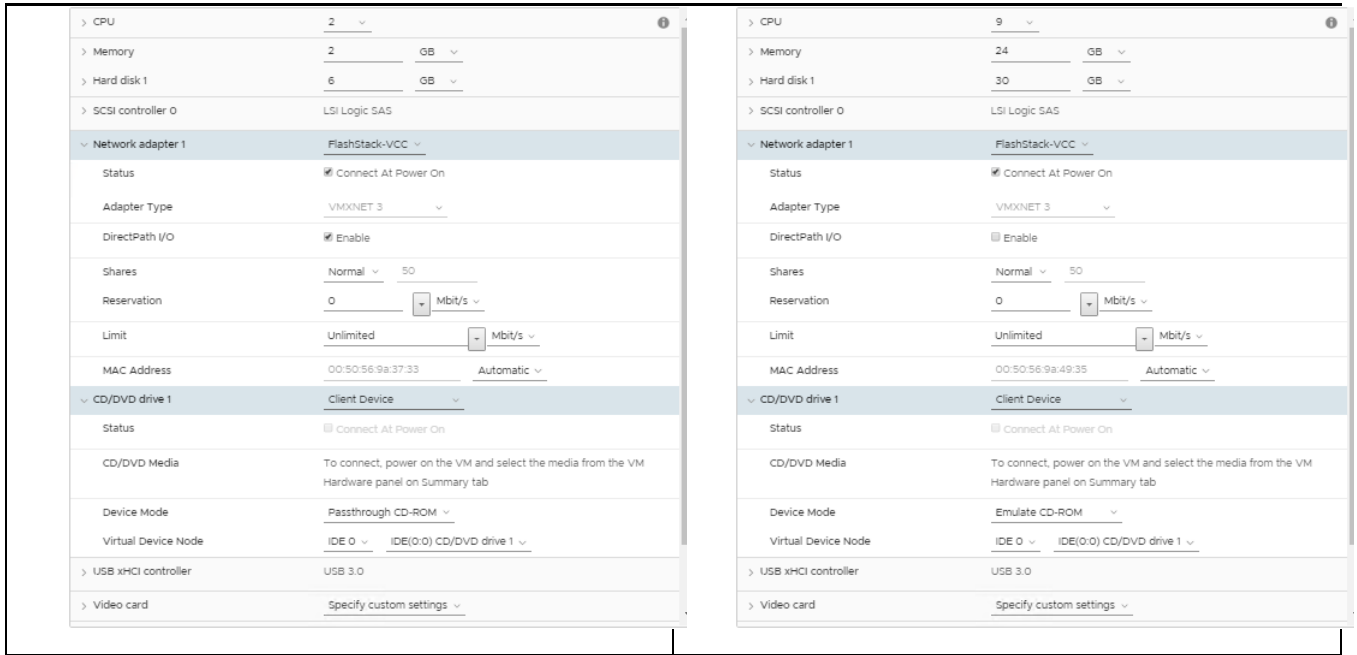 CPU 2
Memory 2 GB
Hard disk 1 6 GB
SCSI controller 0 LSI Logic SAS
Network adapter 1 FlashStack-VCC
Status Connect At Power On
Adapter Type VMXNET 3
DirectPath I/O Enable
Shares Normal 50
Reservation 0 Mbit/s
Limit Unlimited Mbit/s
MAC Address 00:50:56:9a:37:33 Automatic
CD/DVD drive 1 Client Device
Status Connect At Power On
CD/DVD Media To connect, power on the VM and select the media from the VM
Hardware panel on Summary tab
Device Mode Passthrough CD-ROM
Virtual Device Node IDE 0 IDE(0:0) CD/DVD drive 1
USB xHCI controller USB 3.0
Video card Specify custom settings
CPU 9
Memory 24 GB
Hard disk 1 30 GB
SCSI controller 0 LSI Logic SAS
Network adapter 1 FlashStack-VCC
Status Connect At Power On
Adapter Type VMXNET 3
DirectPath I/O Enable
Shares Normal 50
Reservation 0 Mbit/s
Limit Unlimited Mbit/s
MAC Address 00:50:56:9a:49:35 Automatic
CD/DVD drive 1 Client Device
Status Connect At Power On
CD/DVD Media To connect, power on the VM and select the media from the VM
Hardware panel on Summary tab
Device Mode Emulate CD-ROM
Virtual Device Node IDE 0 IDE(0:0) CD/DVD drive 1
USB xHCI controller USB 3.0
Video card Specify custom settings